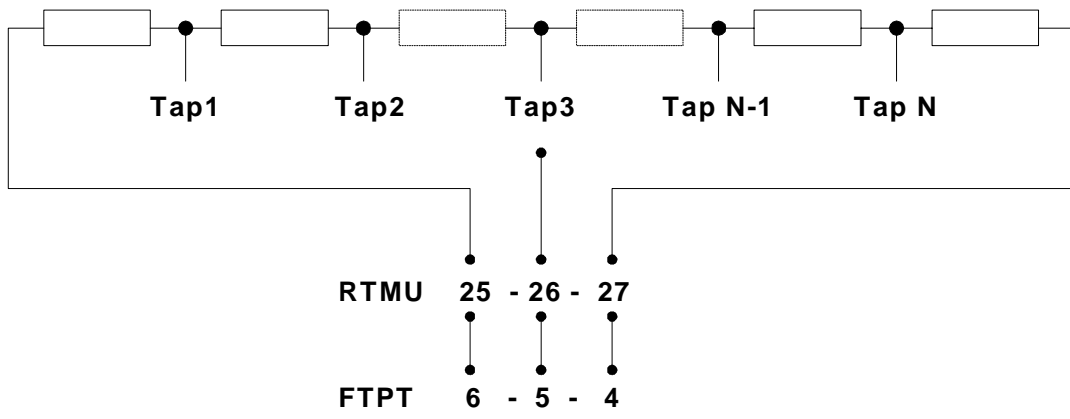 Tap1 Tap2 Tap3 Tap N-1 Tap N
RTMU 25 - 26 - 27
FTPT 6 - 5 - 4